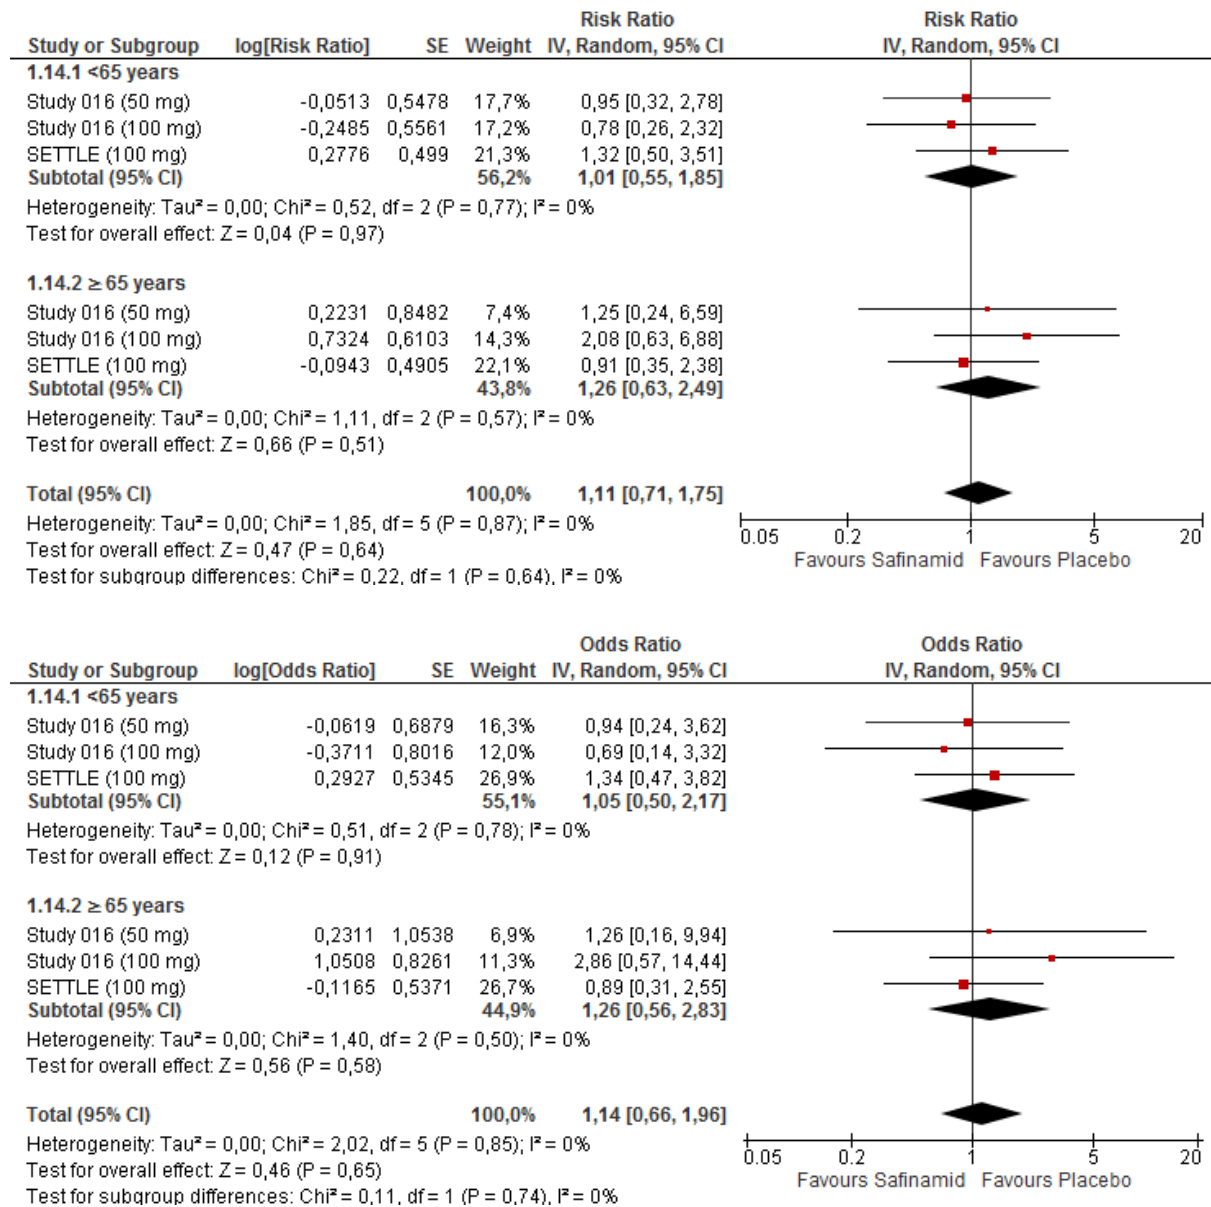 Risk Ratio Risk Ratio
Study or Subgroup log[Risk Ratio] SE Weight IV, Random, 95% CI IV, Random, 95% CI
1.14.1 <65 years
Study 016 (50 mg) -0,0513 0,5478 17,7% 0,95 [0,32, 2,78]
Study 016 (100 mg) -0,2485 0,5561 17,2% 0,78 [0,26, 2,32]
SETTLE (100 mg) 0,2776 0,499 21,3% 1,32 [0,50, 3,51]
Subtotal (95% CI) 56,2% 1,01 [0,55, 1,85]
Heterogeneity: Tau² = 0,00; Chi² = 0,52, df = 2 (P = 0,77); I² = 0%
Test for overall effect: Z = 0,04 (P = 0,97)
1.14.2 ≥ 65 years
Study 016 (50 mg) 0,2231 0,8482 7,4% 1,25 [0,24, 6,59]
Study 016 (100 mg) 0,7324 0,6103 14,3% 2,08 [0,63, 6,88]
SETTLE (100 mg) -0,0943 0,4905 22,1% 0,91 [0,35, 2,38]
Subtotal (95% CI) 43,8% 1,26 [0,63, 2,49]
Heterogeneity: Tau² = 0,00; Chi² = 1,11, df = 2 (P = 0,57); I² = 0%
Test for overall effect: Z = 0,66 (P = 0,51)
Total (95% CI) 100,0% 1,11 [0,71, 1,75]
Heterogeneity: Tau² = 0,00; Chi² = 1,85, df = 5 (P = 0,87); I² = 0%
Test for overall effect: Z = 0,47 (P = 0,64)
Test for subgroup differences: Chi² = 0,22, df = 1 (P = 0,64), I² = 0%
0.05 0.2 1 5 20
Favours Safinamid Favours Placebo
Odds Ratio Odds Ratio
Study or Subgroup log[Odds Ratio] SE Weight IV, Random, 95% CI IV, Random, 95% CI
1.14.1 <65 years
Study 016 (50 mg) -0,0619 0,6879 16,3% 0,94 [0,24, 3,62]
Study 016 (100 mg) -0,3711 0,8016 12,0% 0,69 [0,14, 3,32]
SETTLE (100 mg) 0,2927 0,5345 26,9% 1,34 [0,47, 3,82]
Subtotal (95% CI) 55,1% 1,05 [0,50, 2,17]
Heterogeneity: Tau² = 0,00; Chi² = 0,51, df = 2 (P = 0,78); I² = 0%
Test for overall effect: Z = 0,12 (P = 0,91)
1.14.2 ≥ 65 years
Study 016 (50 mg) 0,2311 1,0538 6,9% 1,26 [0,16, 9,94]
Study 016 (100 mg) 1,0508 0,8261 11,3% 2,86 [0,57, 14,44]
SETTLE (100 mg) -0,1165 0,5371 26,7% 0,89 [0,31, 2,55]
Subtotal (95% CI) 44,9% 1,26 [0,56, 2,83]
Heterogeneity: Tau² = 0,00; Chi² = 1,40, df = 2 (P = 0,50); I² = 0%
Test for overall effect: Z = 0,56 (P = 0,58)
Total (95% CI) 100,0% 1,14 [0,66, 1,96]
Heterogeneity: Tau² = 0,00; Chi² = 2,02, df = 5 (P = 0,85); I² = 0%
Test for overall effect: Z = 0,46 (P = 0,65)
Test for subgroup differences: Chi² = 0,11, df = 1 (P = 0,74), I² = 0%
0.05 0.2 1 5 20
Favours Safinamid Favours Placebo